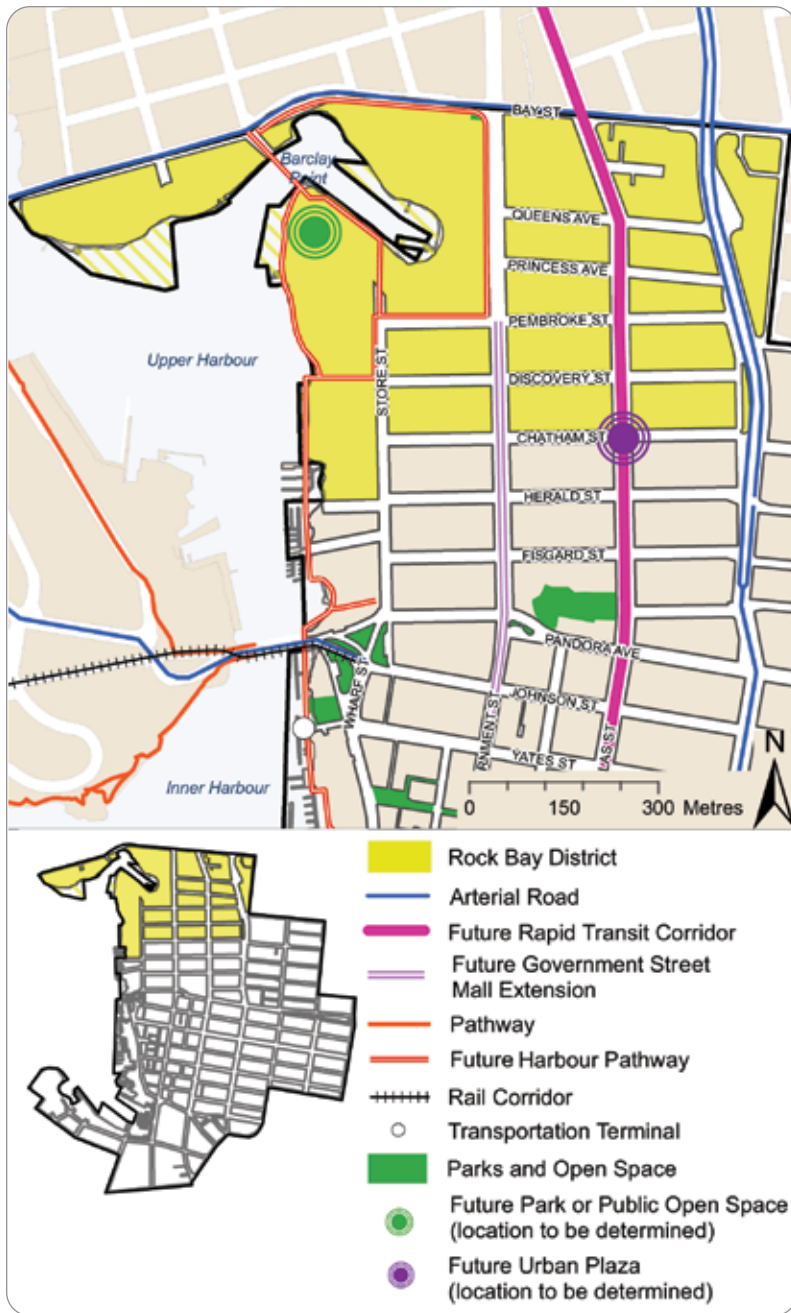 BAY ST
Barclay
Point
QUEENS AVE
PRINCESS AVE
PEMBROKE ST
Upper Harbour
STORE ST
DISCOVERY ST
CHATHAM ST
HERALD ST
FISGARD ST
PANDORA AVE
WHARF ST
JOHNSON ST
RNMENT ST
AS ST
YATES ST
Inner Harbour
N
0 150 300 Metres
Rock Bay District
Arterial Road
Future Rapid Transit Corridor
Future Government Street
Mall Extension
Pathway
Future Harbour Pathway
Rail Corridor
Transportation Terminal
Parks and Open Space
Future Park or Public Open Space
(location to be determined)
Future Urban Plaza
(location to be determined)